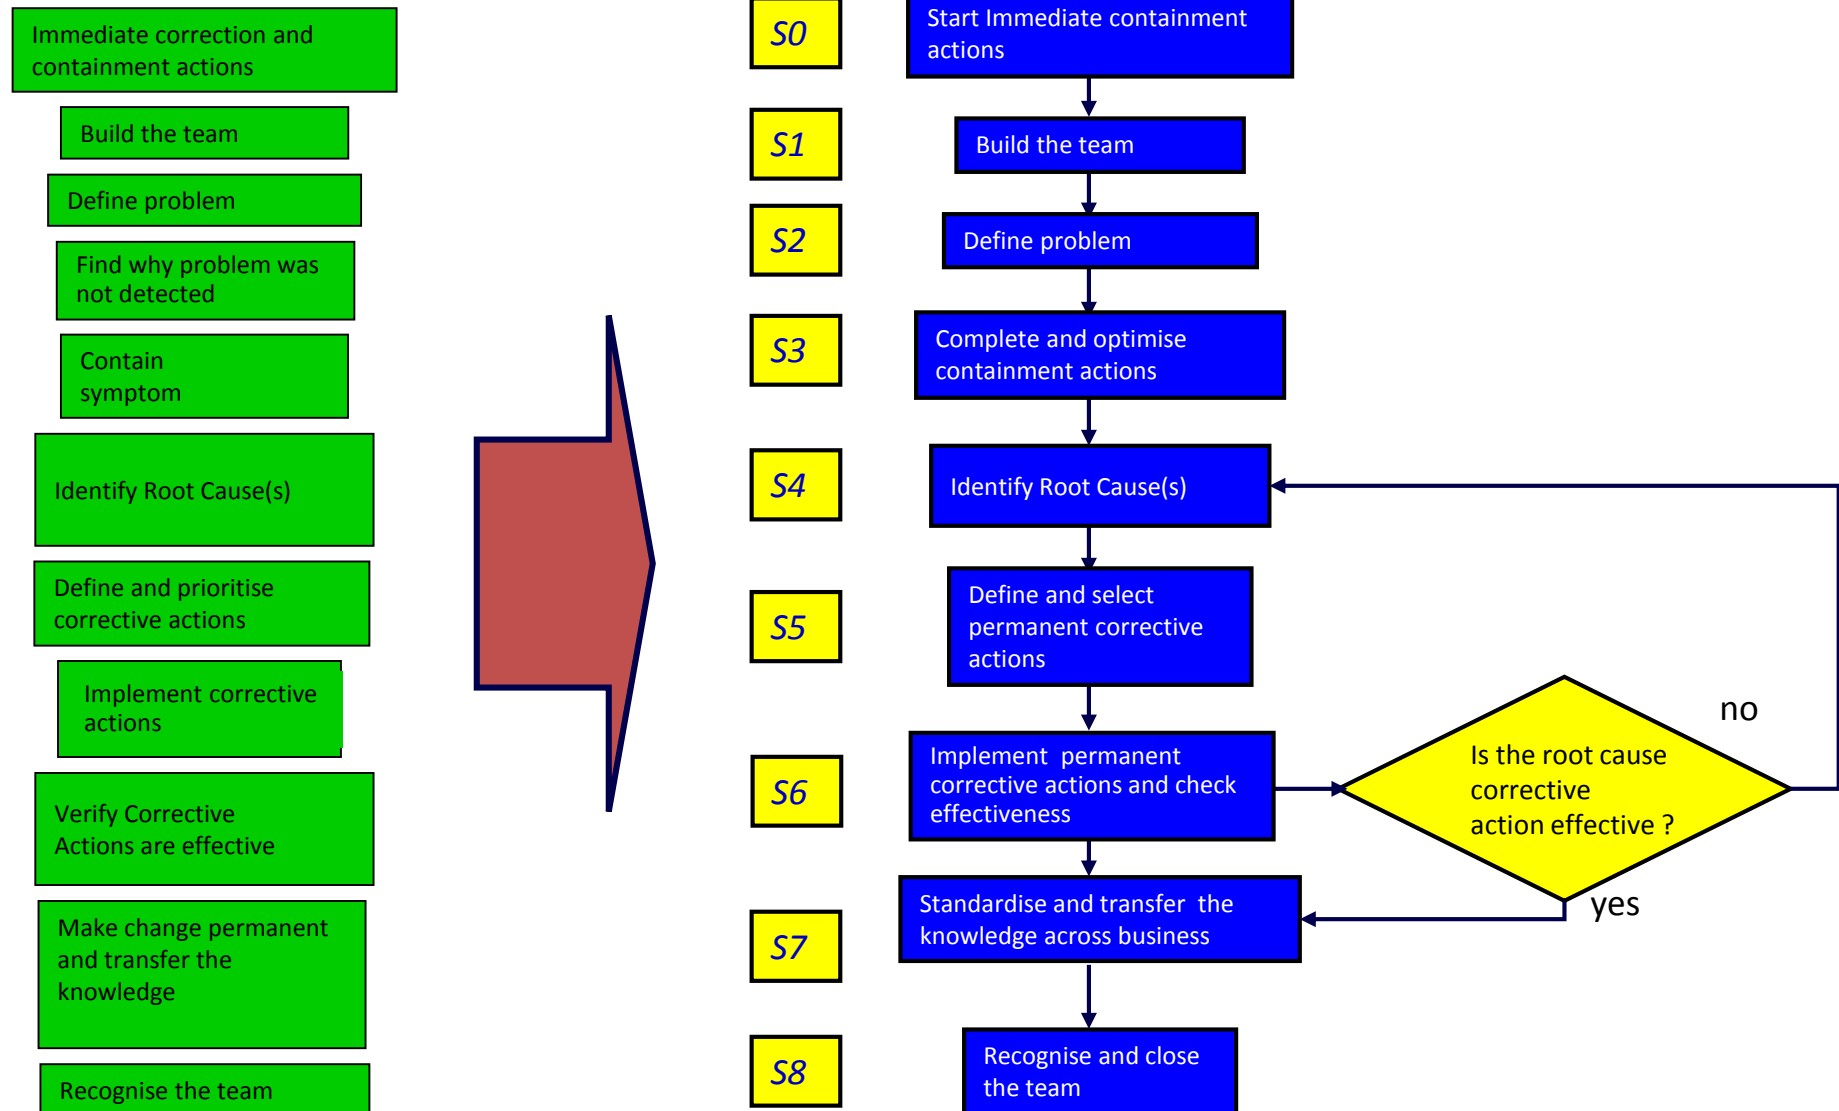 Immediate correction and
containment actions
Build the team
Define problem
Find why problem was
not detected
Contain
symptom
Identify Root Cause(s)
Define and prioritise
corrective actions
Implement corrective
actions
Verify Corrective
Actions are effective
Make change permanent
and transfer the
knowledge
Recognise the team
S0
Start Immediate containment
actions
S1
Build the team
S2
Define problem
S3
Complete and optimise
containment actions
S4
Identify Root Cause(s)
S5
Define and select
permanent corrective
actions
S6
Implement  permanent
corrective actions and check
effectiveness
Is the root cause
corrective
action effective ?
no
yes
S7
Standardise and transfer  the
knowledge across business
S8
Recognise and close
the team